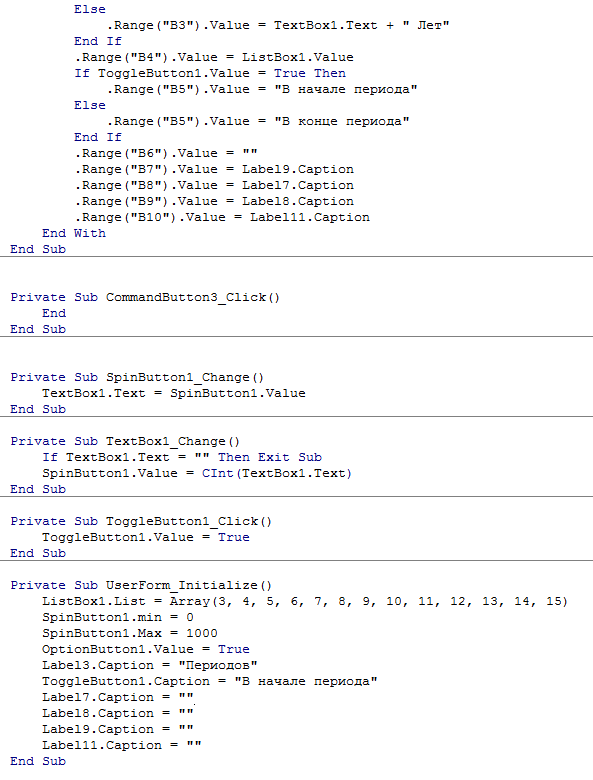 Else
.Range("B3").Value = TextBox1.Text + " Лет"
End If
.Range("B4").Value = ListBox1.Value
If ToggleButton1.Value = True Then
.Range("B5").Value = "В начале периода"
Else
.Range("B5").Value = "В конце периода"
End If
.Range("B6").Value = ""
.Range("B7").Value = Label9.Caption
.Range("B8").Value = Label7.Caption
.Range("B9").Value = Label8.Caption
.Range("B10").Value = Label11.Caption
End With
End Sub
Private Sub CommandButton3_Click()
End
End Sub
Private Sub SpinButton1_Change()
TextBox1.Text = SpinButton1.Value
End Sub
Private Sub TextBox1_Change()
If TextBox1.Text = "" Then Exit Sub
SpinButton1.Value = CInt(TextBox1.Text)
End Sub
Private Sub ToggleButton1_Click()
ToggleButton1.Value = True
End Sub
Private Sub UserForm_Initialize()
ListBox1.List = Array(3, 4, 5, 6, 7, 8, 9, 10, 11, 12, 13, 14, 15)
SpinButton1.min = 0
SpinButton1.Max = 1000
OptionButton1.Value = True
Label3.Caption = "Периодов"
ToggleButton1.Caption = "В начале периода"
Label7.Caption = ""
Label8.Caption = ""
Label9.Caption = ""
Label11.Caption = ""
End Sub